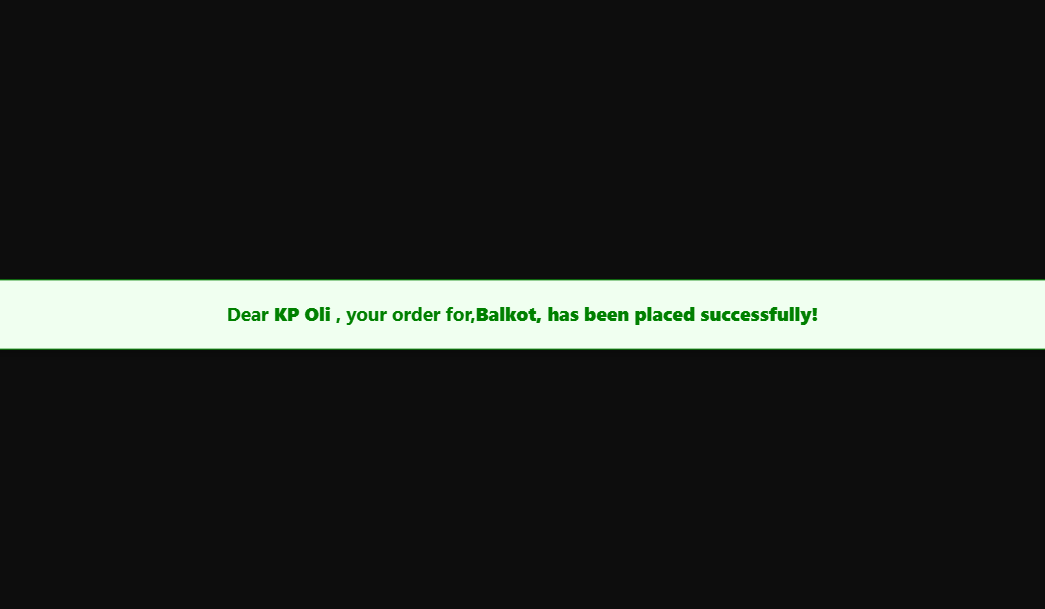 Dear KP Oli , your order for,Balkot, has been placed successfully!